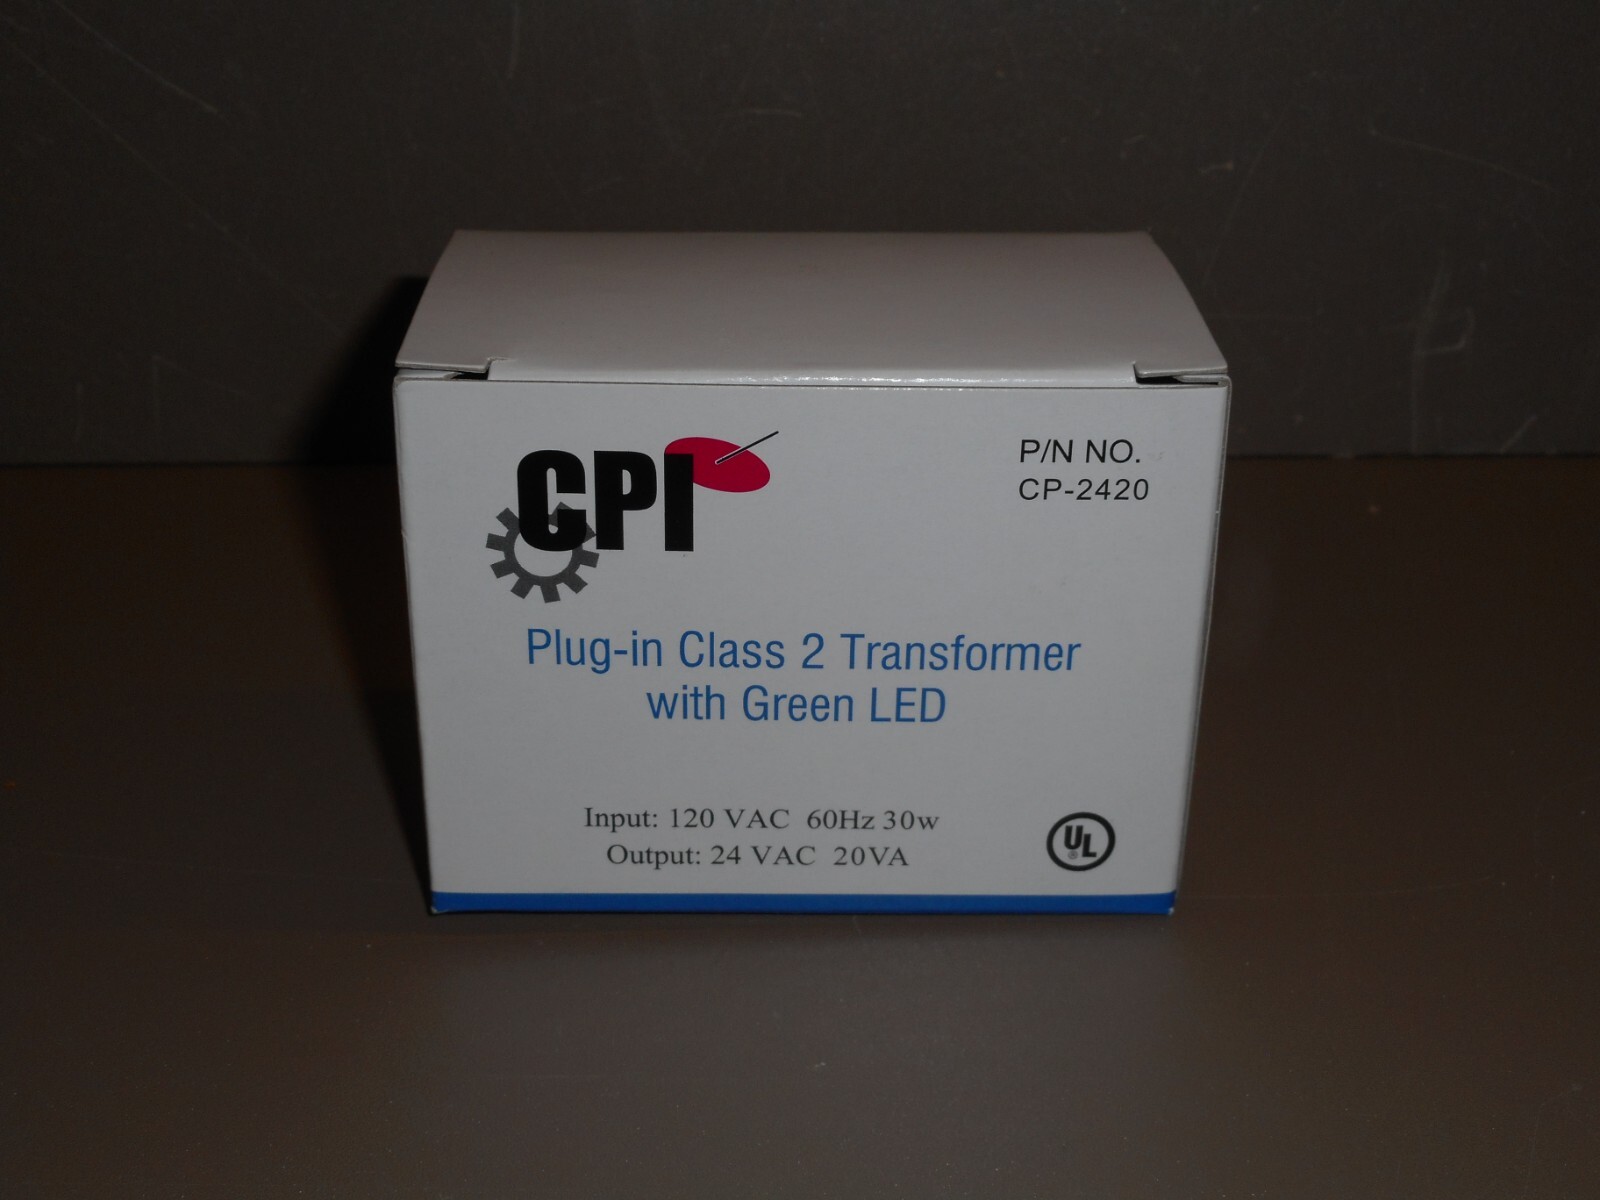 CPI
P/N NO.
CP-2420
Plug-in Class 2 Transformer
with Green LED
Input: 120 VAC 60Hz 30w
Output: 24 VAC 20VA
UL
®